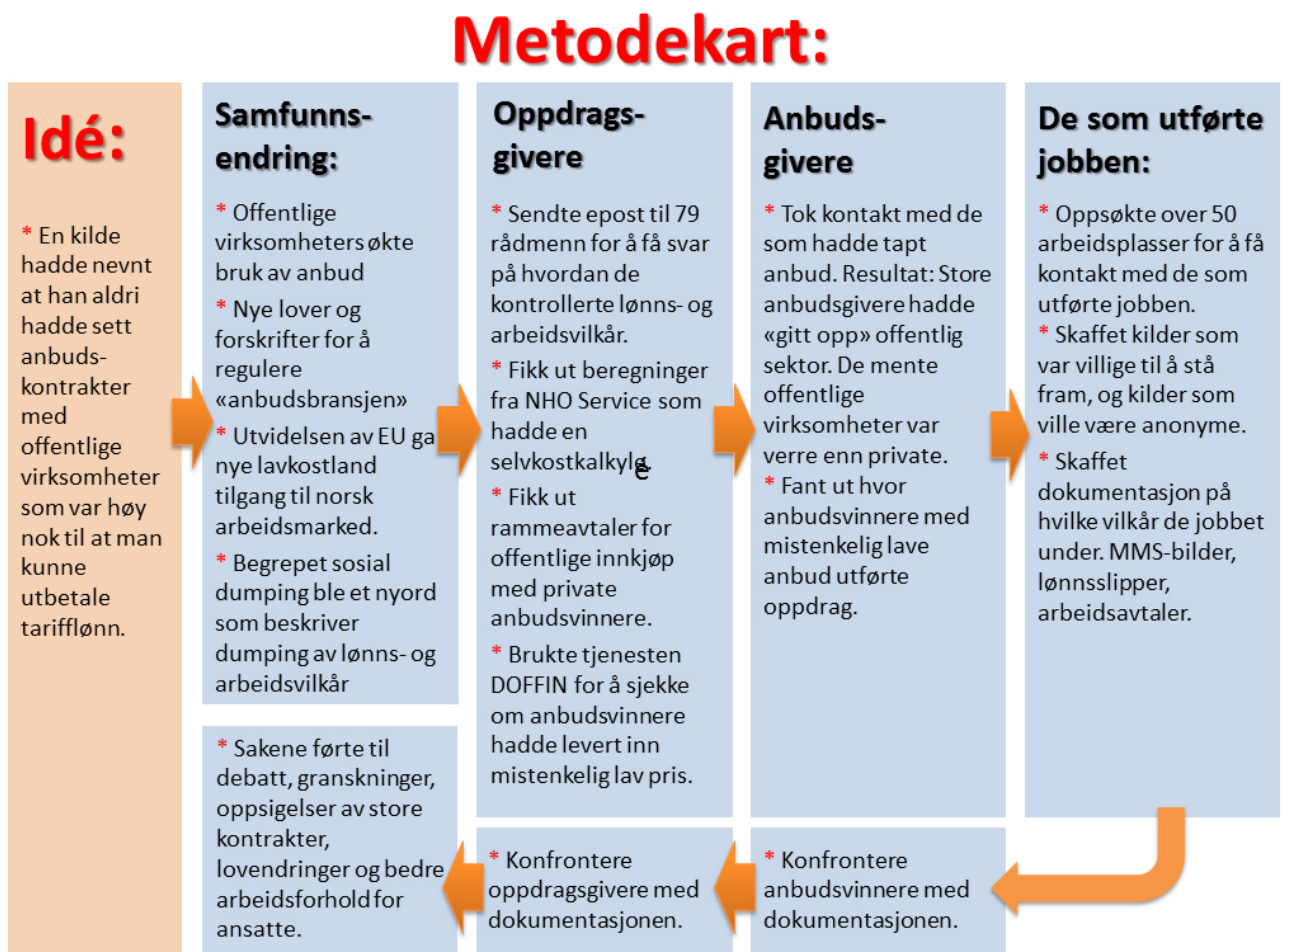 Metodekart:
Idé:
* En kilde
hadde nevnt
at han aldri
hadde sett
anbuds-
kontrakter
med
offentlige
virksomheter
som var høy
nok til at man
kunne
utbetale
tarifflønn.
Samfunns-
endring:
* Offentlige
virksomheters økte
bruk av anbud
* Nye lover og
forskrifter for å
regulere
«anbudsbransjen»
* Utvidelsen av EU ga
nye lavkostland
tilgang til norsk
arbeidsmarked.
* Begrepet sosial
dumping ble et nyord
som beskriver
dumping av lønns- og
arbeidsvilkår
Oppdrags-
givere
* Sendte epost til 79
rådmenn for å få svar
på hvordan de
kontrollerte lønns- og
arbeidsvilkår.
* Fikk ut beregninger
fra NHO Service som
hadde en
selvkostkalkyle.
* Fikk ut
rammeavtaler for
offentlige innkjøp
med private
anbudsvinnere.
* Brukte tjenesten
DOFFIN for å sjekke
om anbudsvinnere
hadde levert inn
mistenkelig lav pris.
Anbuds-
givere
* Tok kontakt med de
som hadde tapt
anbud. Resultat: Store
anbudsgivere hadde
«gitt opp» offentlig
sektor. De mente
offentlige
virksomheter var
verre enn private.
* Fant ut hvor
anbudsvinnere med
mistenkelig lave
anbud utførte
oppdrag.
De som utførte
jobben:
* Oppsøkte over 50
arbeidsplasser for å få
kontakt med de som
utførte jobben.
* Skaffet kilder som
var villige til å stå
fram, og kilder som
ville være anonyme.
* Skaffet
dokumentasjon på
hvilke vilkår de jobbet
under. MMS-bilder,
lønnsslipper,
arbeidsavtaler.
* Konfrontere
anbudsvinnere med
dokumentasjonen.
* Konfrontere
oppdragsgivere med
dokumentasjonen.
* Sakene førte til
debatt, granskninger,
oppsigelser av store
kontrakter,
lovendringer og bedre
arbeidsforhold for
ansatte.